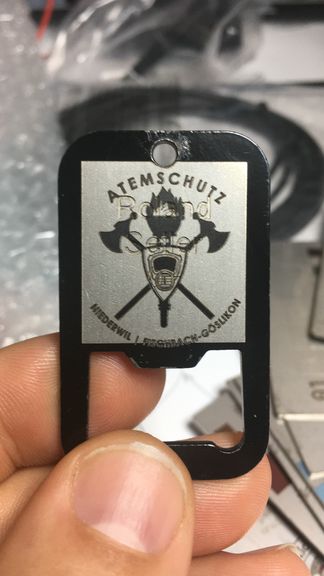 ATEMSCHUTZ
Roland
Seiler
NIEDERWIL | FISCHBACH-GÖSLIKON